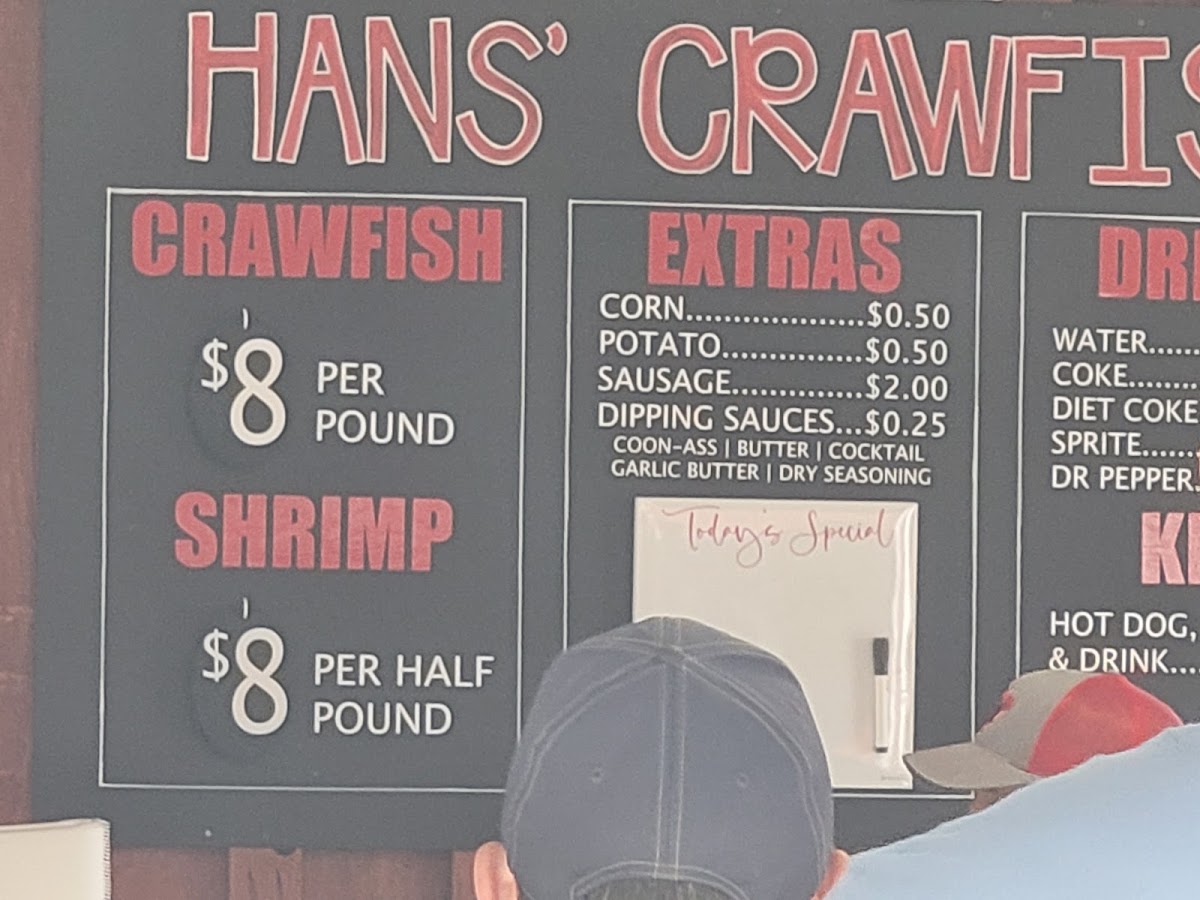 HANS' CRAWFIS
CRAWFISH
$8 PER
POUND
SHRIMP
$8 PER HALF
POUND
EXTRAS
CORN...................$0.50
POTATO...............$0.50
SAUSAGE..............$2.00
DIPPING SAUCES...$0.25
COON-ASS | BUTTER | COCKTAIL
GARLIC BUTTER | DRY SEASONING
Today's Special
WATER......
COKE........
DIET COKE
SPRITE......
DR PEPPER.
HOT DOG,
& DRINK...